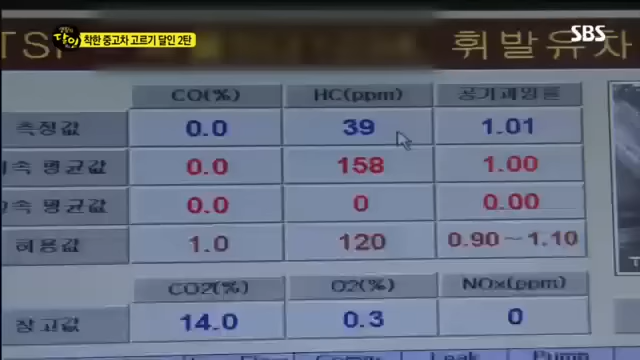 착한 중고차 고르기 달인 2탄
SBS
TSI 휘발유차
CO(%) HC(ppm) 공기과잉률
측정값 0.0 39 1.01
속 평균값 0.0 158 1.00
속 평균값 0.0 0 0.00
허용값 1.0 120 0.90~1.10
CO2(%) O2(%) NOx(ppm)
참고값 14.0 0.3 0
Leak Pump